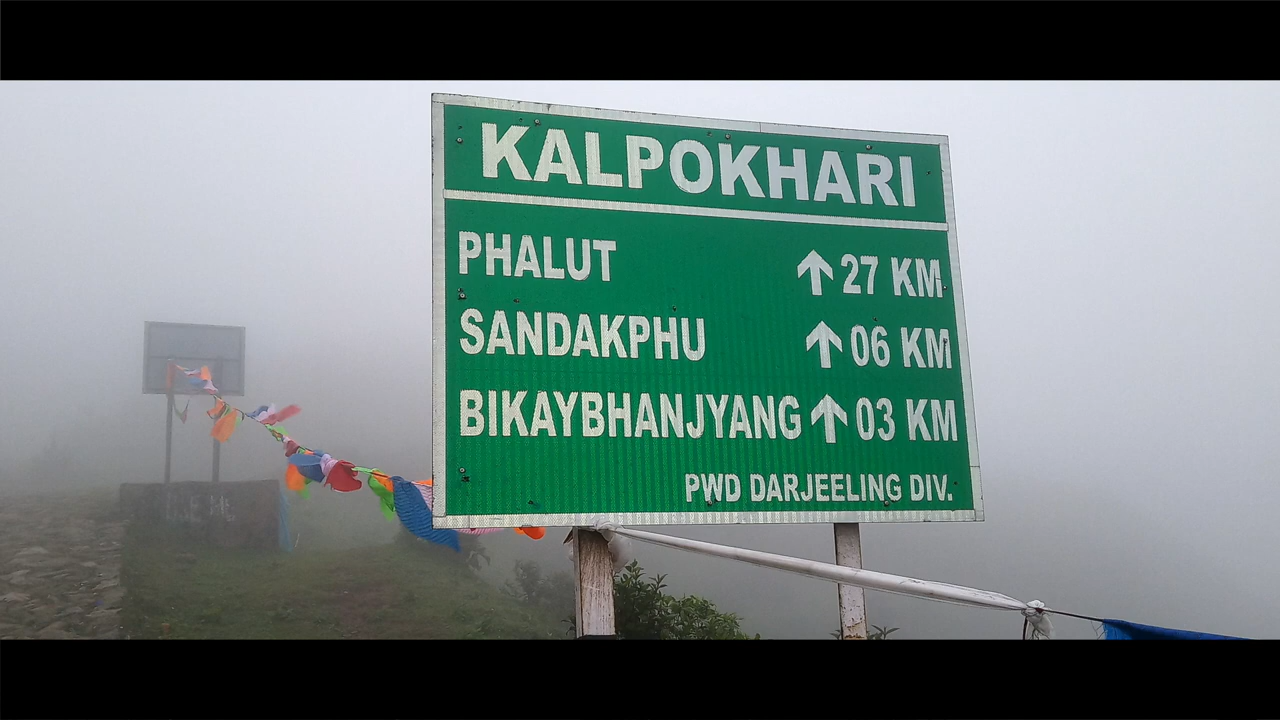 KALPOKHARI
PHALUT ↑ 27 KM
SANDAKPHU ↑ 06 KM
BIKAYBHANJYANG ↑ 03 KM
PWD DARJEELING DIV.